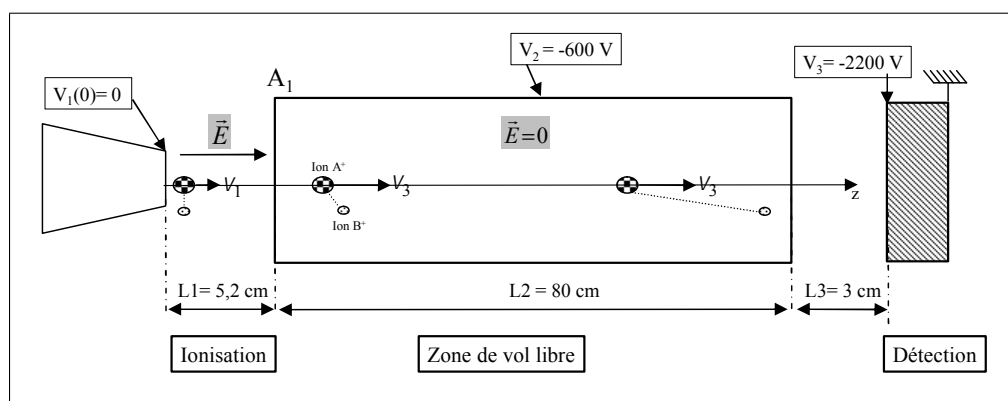 V₂ = -600 V
V₃= -2200 V
A₁
V₁(0)= 0
E⃗
E⃗=0
Ion A⁺
V₁
V₃
V₃
z
Ion B⁺
L1= 5,2 cm
L2 = 80 cm
L3= 3 cm
Ionisation
Zone de vol libre
Détection